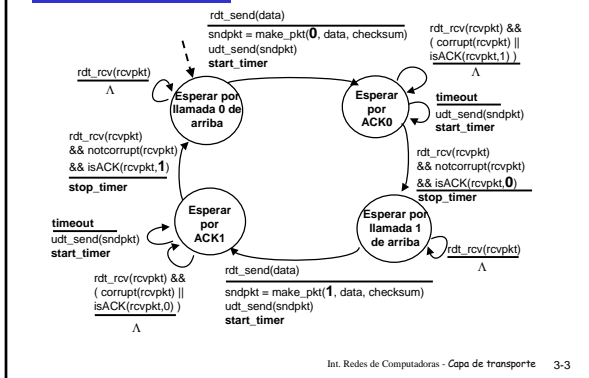 rdt_send(data)
sndpkt = make_pkt(0, data, checksum)
udt_send(sndpkt)
start_timer
rdt_rcv(rcvpkt) &&
( corrupt(rcvpkt) ||
isACK(rcvpkt,1) )
Λ
rdt_rcv(rcvpkt)
Λ
Esperar por
llamada 0 de
arriba
Esperar
por
ACK0
timeout
udt_send(sndpkt)
start_timer
rdt_rcv(rcvpkt)
&& notcorrupt(rcvpkt)
&& isACK(rcvpkt,1)
stop_timer
rdt_rcv(rcvpkt)
&& notcorrupt(rcvpkt)
&& isACK(rcvpkt,0)
stop_timer
timeout
udt_send(sndpkt)
start_timer
Esperar
por
ACK1
Esperar por
llamada 1
de arriba
rdt_rcv(rcvpkt)
Λ
rdt_rcv(rcvpkt) &&
( corrupt(rcvpkt) ||
isACK(rcvpkt,0) )
Λ
rdt_send(data)
sndpkt = make_pkt(1, data, checksum)
udt_send(sndpkt)
start_timer
Int. Redes de Computadoras - Capa de transporte 3-3